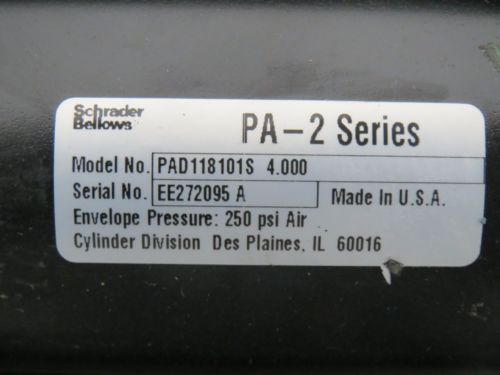 Schrader
Bellows
PA-2 Series
Model No. PAD118101S 4.000
Serial No. EE272095 A Made In U.S.A.
Envelope Pressure: 250 psi Air
Cylinder Division Des Plaines, IL 60016